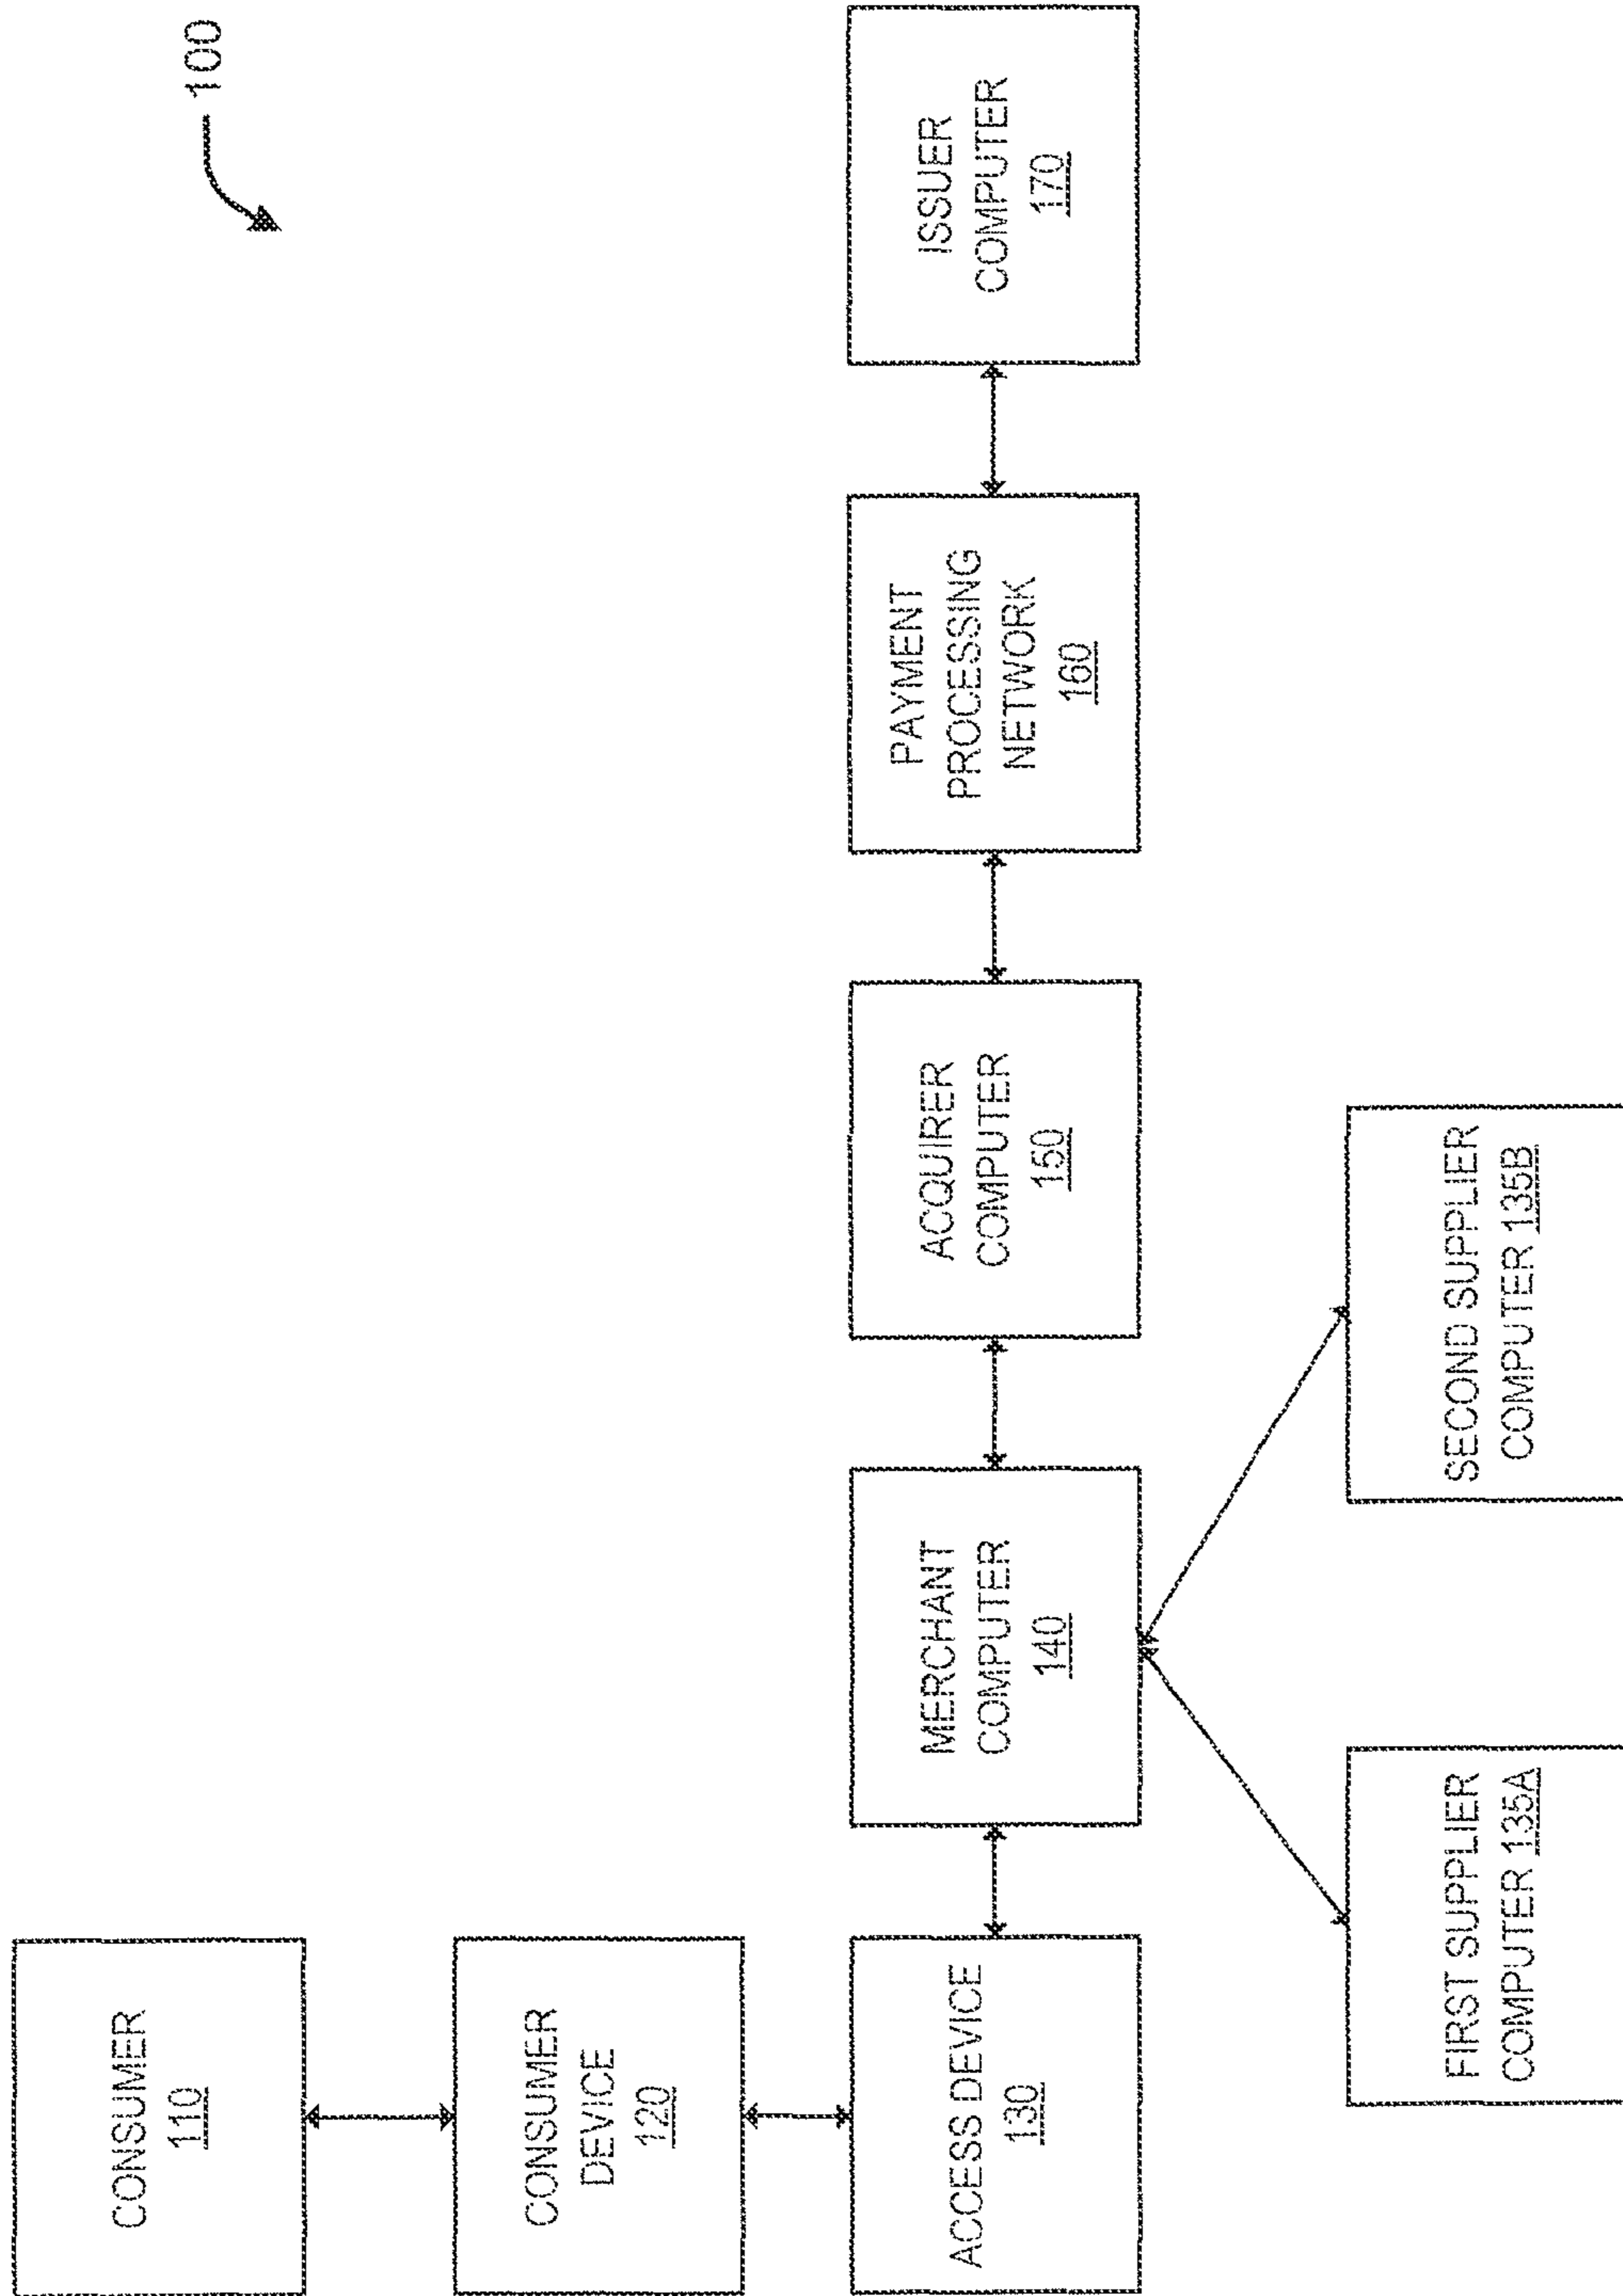 100
CONSUMER
110
CONSUMER
DEVICE
120
ACCESS DEVICE
130
MERCHANT
COMPUTER
140
ACQUIRER
COMPUTER
150
PAYMENT
PROCESSING
NETWORK
160
ISSUER
COMPUTER
170
FIRST SUPPLIER
COMPUTER 135A
SECOND SUPPLIER
COMPUTER 135B